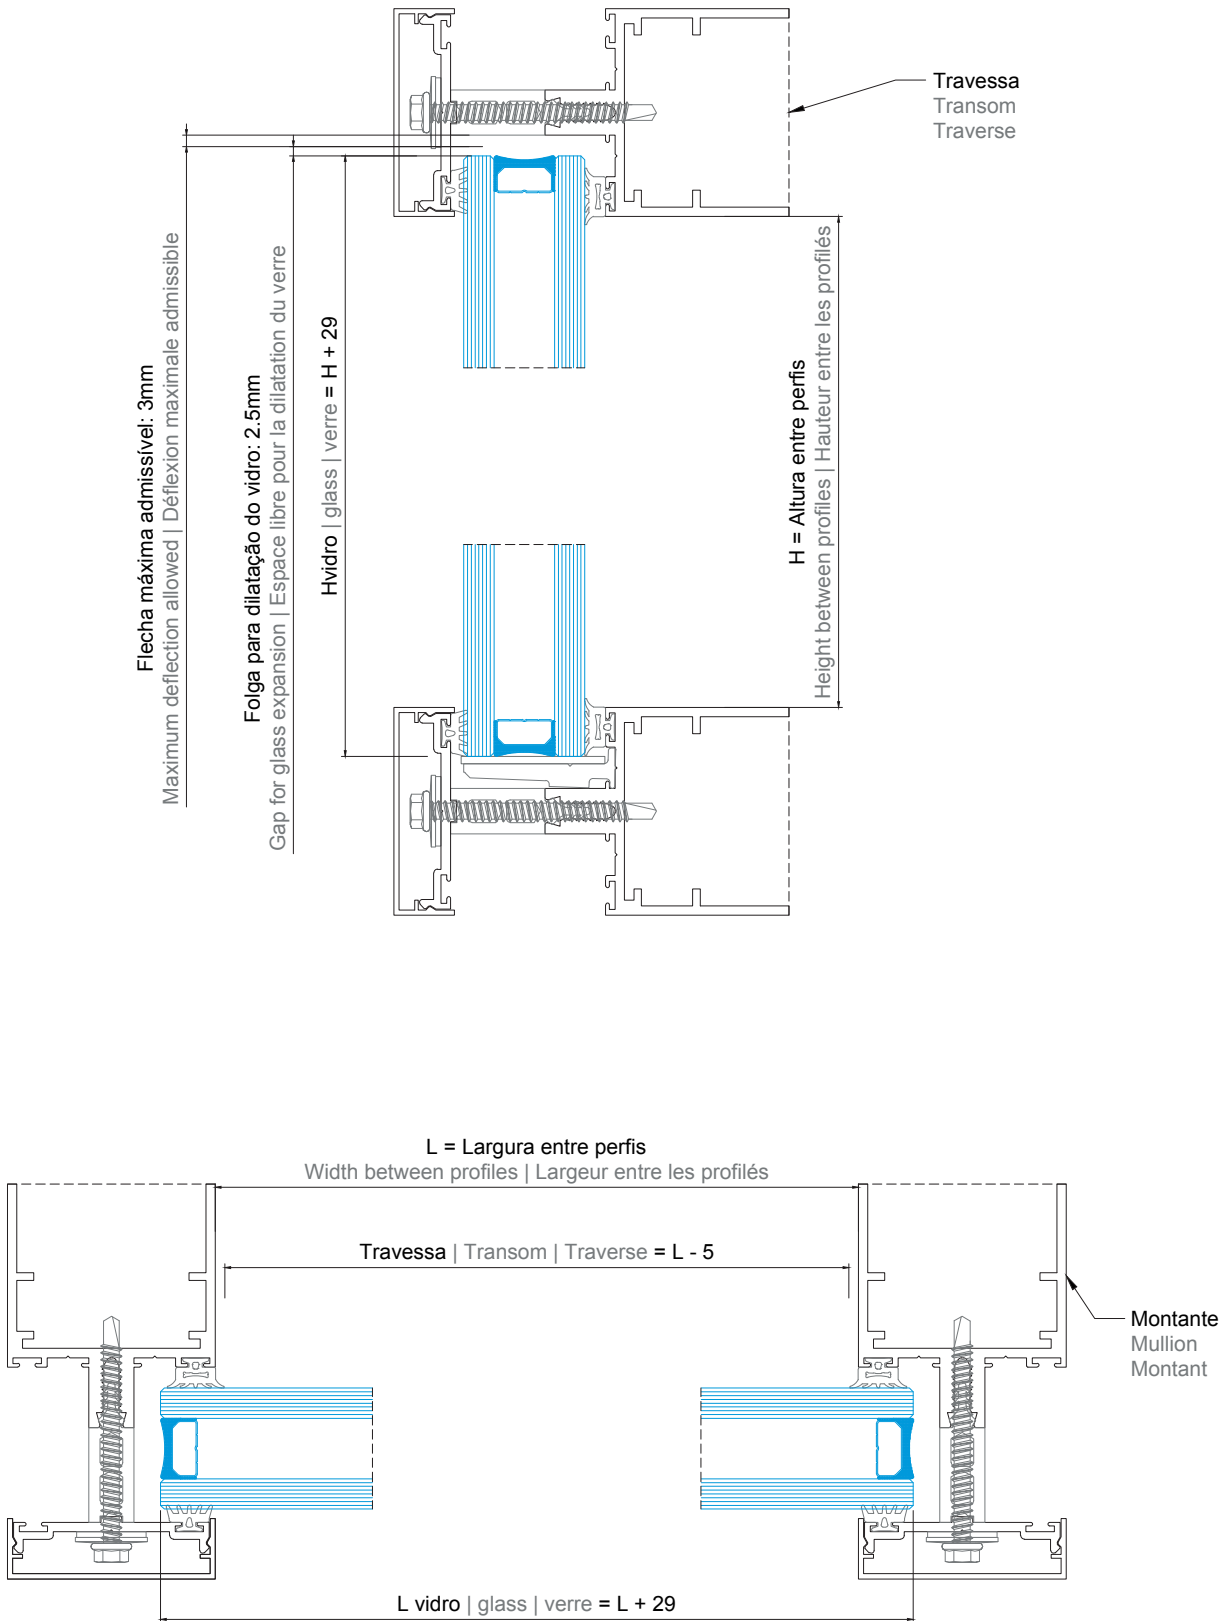 Travessa
Transom
Traverse
Flecha máxima admissível: 3mm
Maximum deflection allowed | Déflexion maximale admissible
Folga para dilatação do vidro: 2.5mm
Gap for glass expansion | Espace libre pour la dilatation du verre
Hvidro | glass | verre = H + 29
H = Altura entre perfis
Height between profiles | Hauteur entre les profilés
L = Largura entre perfis
Width between profiles | Largeur entre les profilés
Travessa | Transom | Traverse = L - 5
Montante
Mullion
Montant
L vidro | glass | verre = L + 29